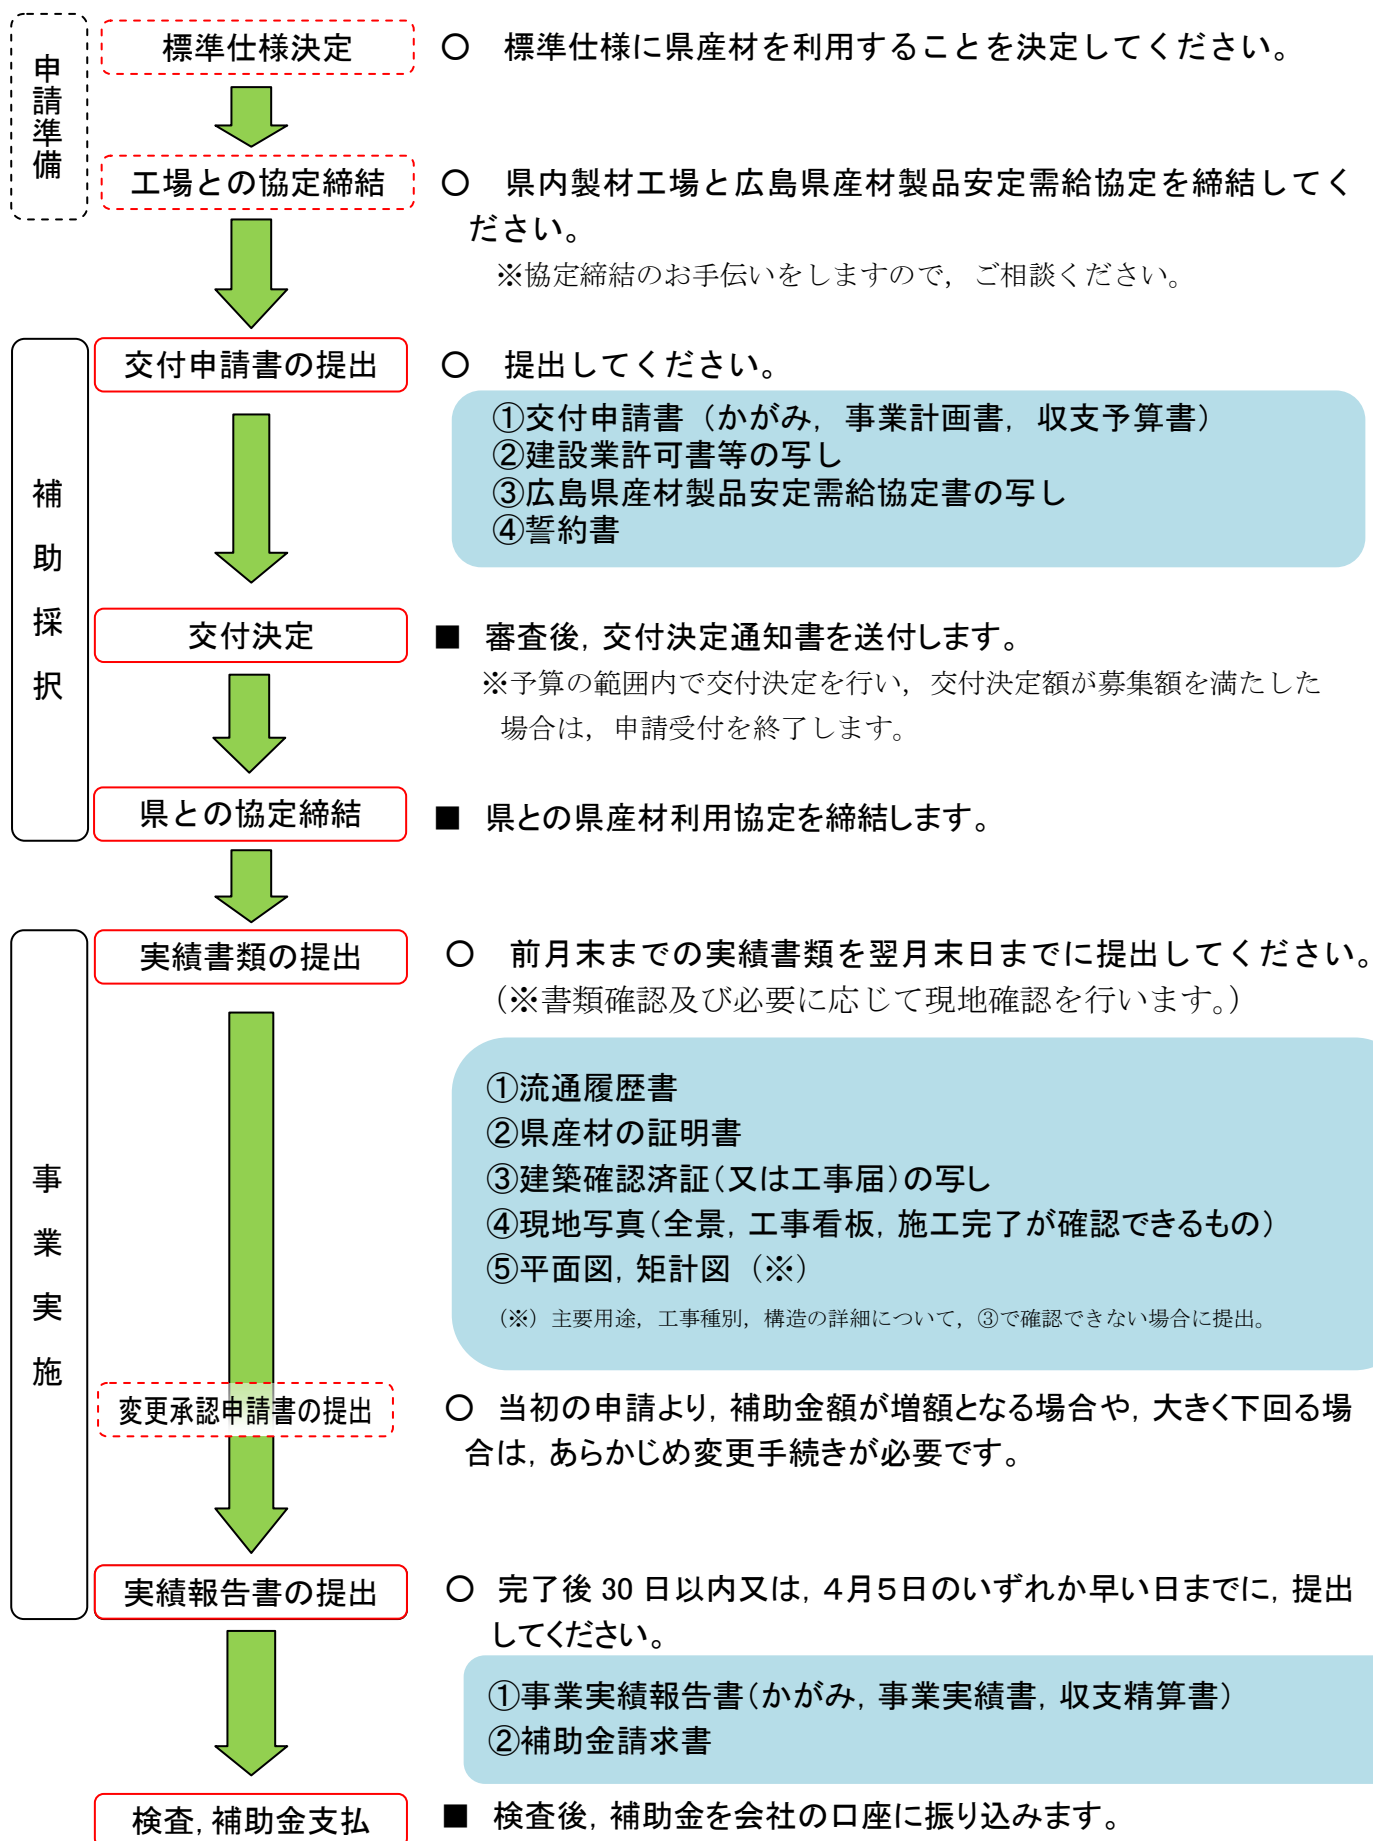 申請準備
標準仕様決定
○ 標準仕様に県産材を利用することを決定してください。
工場との協定締結
○ 県内製材工場と広島県産材製品安定需給協定を締結してく
ださい。
※協定締結のお手伝いをしますので，ご相談ください。
補助採択
交付申請書の提出
○ 提出してください。
①交付申請書（かがみ，事業計画書，収支予算書）
②建設業許可書等の写し
③広島県産材製品安定需給協定書の写し
④誓約書
交付決定
■ 審査後，交付決定通知書を送付します。
※予算の範囲内で交付決定を行い，交付決定額が募集額を満たした
場合は，申請受付を終了します。
県との協定締結
■ 県との県産材利用協定を締結します。
事業実施
実績書類の提出
○ 前月末までの実績書類を翌月末日までに提出してください。
（※書類確認及び必要に応じて現地確認を行います。）
①流通履歴書
②県産材の証明書
③建築確認済証（又は工事届）の写し
④現地写真（全景，工事看板，施工完了が確認できるもの）
⑤平面図，矩計図（※）
（※）主要用途，工事種別，構造の詳細について，③で確認できない場合に提出。
変更承認申請書の提出
○ 当初の申請より，補助金額が増額となる場合や，大きく下回る場
合は，あらかじめ変更手続きが必要です。
実績報告書の提出
○ 完了後 30 日以内又は，４月５日のいずれか早い日までに，提出
してください。
①事業実績報告書（かがみ，事業実績書，収支精算書）
②補助金請求書
検査，補助金支払
■ 検査後，補助金を会社の口座に振り込みます。